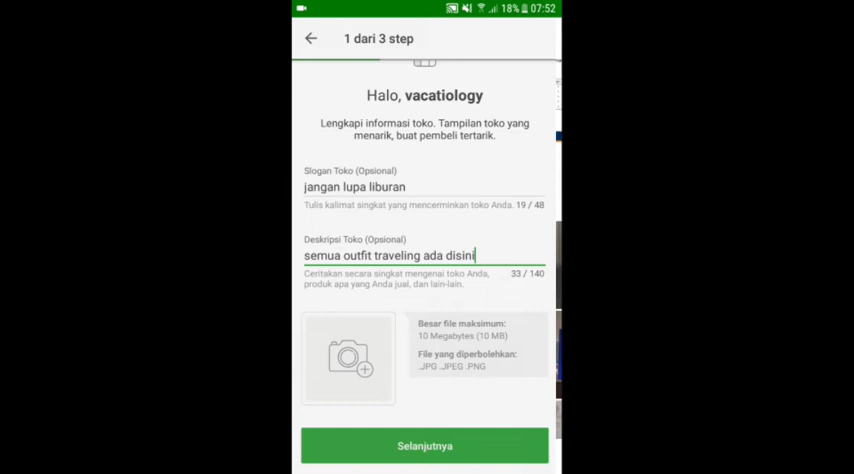 18% 07:52
1 dari 3 step
Halo, vacatiology
Lengkapi informasi toko. Tampilan toko yang
menarik, buat pembeli tertarik.
Slogan Toko (Opsional)
jangan lupa liburan
Tulis kalimat singkat yang mencerminkan toko Anda. 19 / 48
Deskripsi Toko (Opsional)
semua outfit traveling ada disini
Ceritakan secara singkat mengenai toko Anda, 33 / 140
produk apa yang Anda jual, dan lain-lain.
Besar file maksimum:
10 Megabytes (10 MB)
File yang diperbolehkan:
.JPG .JPEG .PNG
Selanjutnya